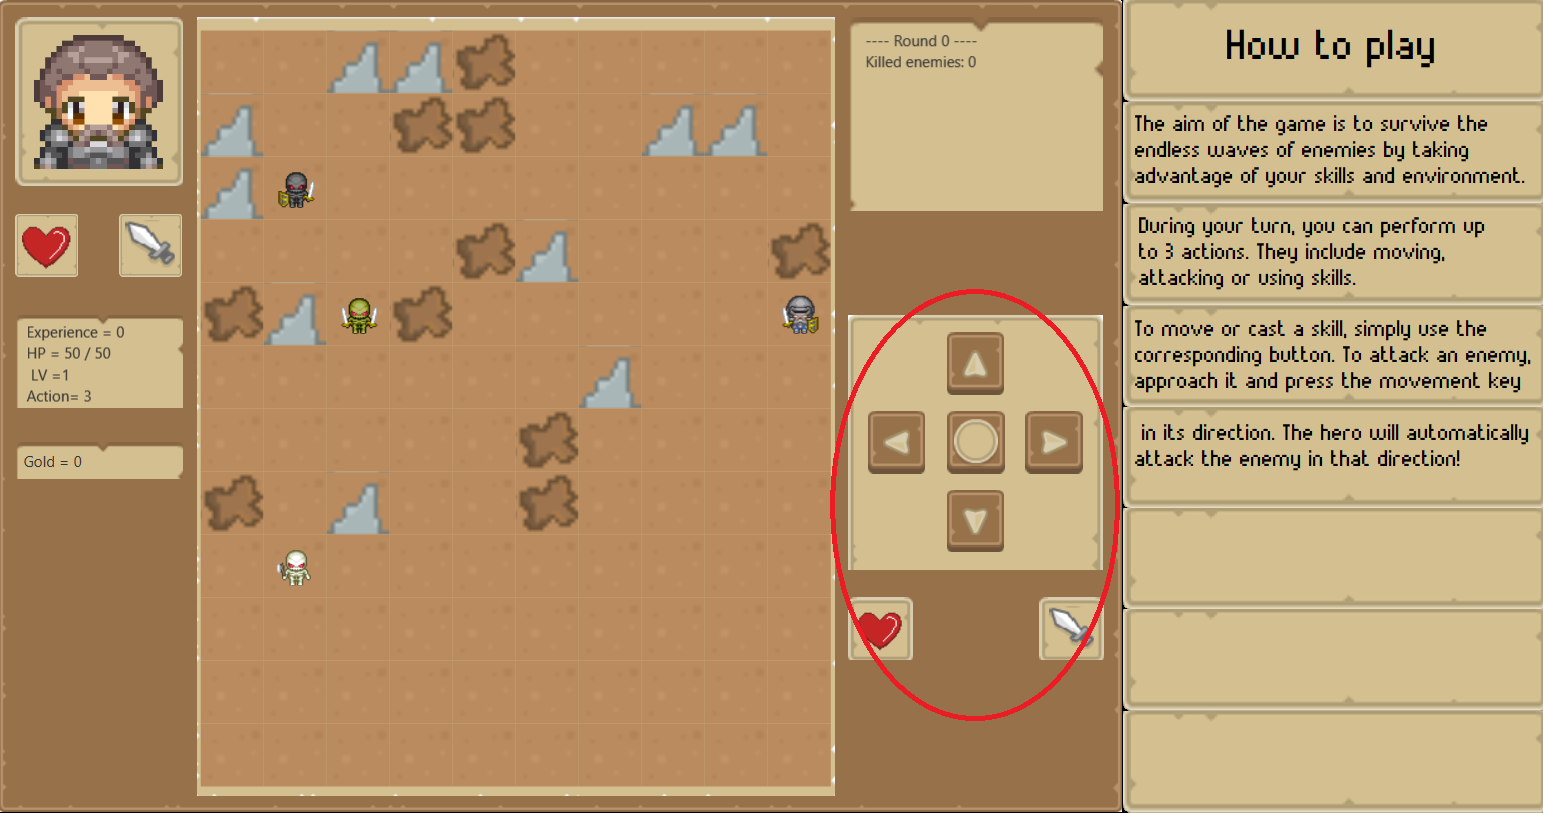 Experience = 0
HP = 50 / 50
LV =1
Action= 3
Gold = 0
---- Round 0 ----
Killed enemies: 0
How to play
The aim of the game is to survive the
endless waves of enemies by taking
advantage of your skills and environment.
During your turn, you can perform up
to 3 actions. They include moving,
attacking or using skills.
To move or cast a skill, simply use the
corresponding button. To attack an enemy,
approach it and press the movement key
in its direction. The hero will automatically
attack the enemy in that direction!